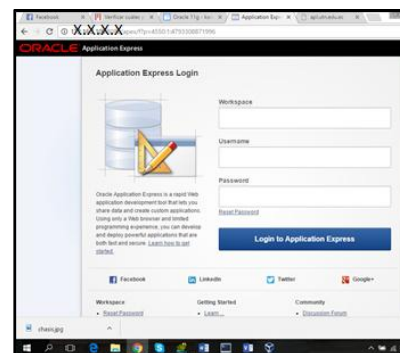 Facebook
Verificar cuales
Oracle 11g -
Application Exp
X.X.X.X
ORACLE Application Express
Application Express Login
Workspace
Username
Password
Reset Password
Login to Application Express
Oracle Application Express is a rapid Web
application development tool that lets you
share data and create custom applications.
Using only a Web browser and limited
programming experience, you can develop
and deploy powerful applications that are
both fast and secure. Learn how to get
started.
Facebook
LinkedIn
Twitter
Google+
Workspace
Reset Password
Getting Started
Learn...
Community
Discussion Forum
chasis.jpg